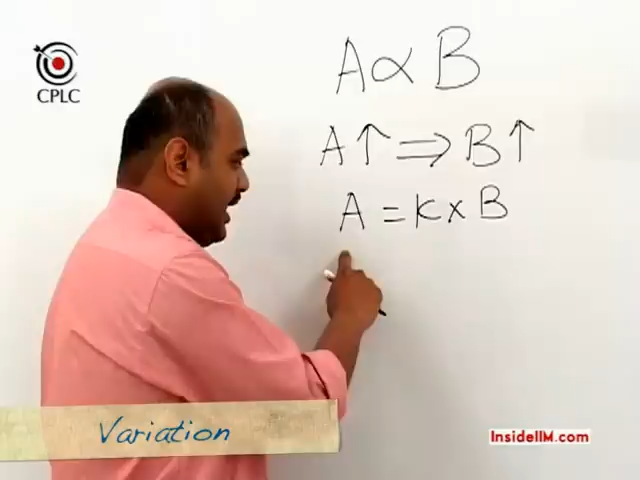 CPLC
A ∝ B
A ↑ ⇒ B ↑
A = K x B
Variation
InsideIIM.com